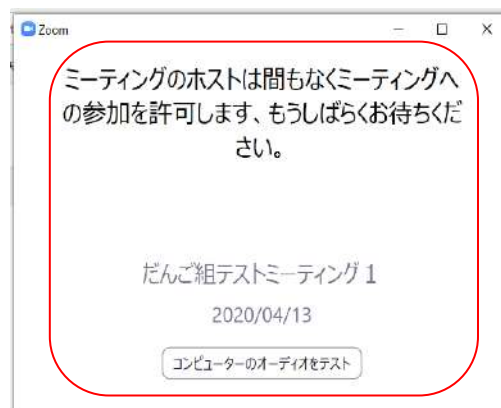 Zoom
ミーティングのホストは間もなくミーティングへ
の参加を許可します、もうしばらくお待ちくだ
さい。
だんご組テストミーティング 1
2020/04/13
コンピューターのオーディオをテスト